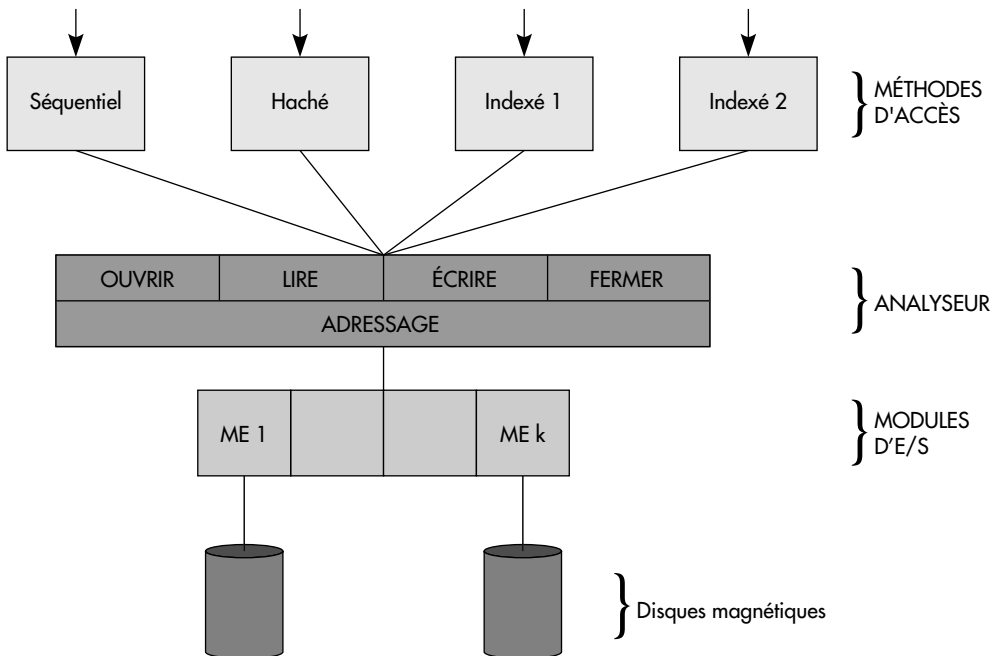 Séquentiel
Haché
Indexé 1
Indexé 2
MÉTHODES
D'ACCÈS
OUVRIR
LIRE
ÉCRIRE
FERMER
ADRESSAGE
ANALYSEUR
ME 1
ME k
MODULES
D'E/S
Disques magnétiques